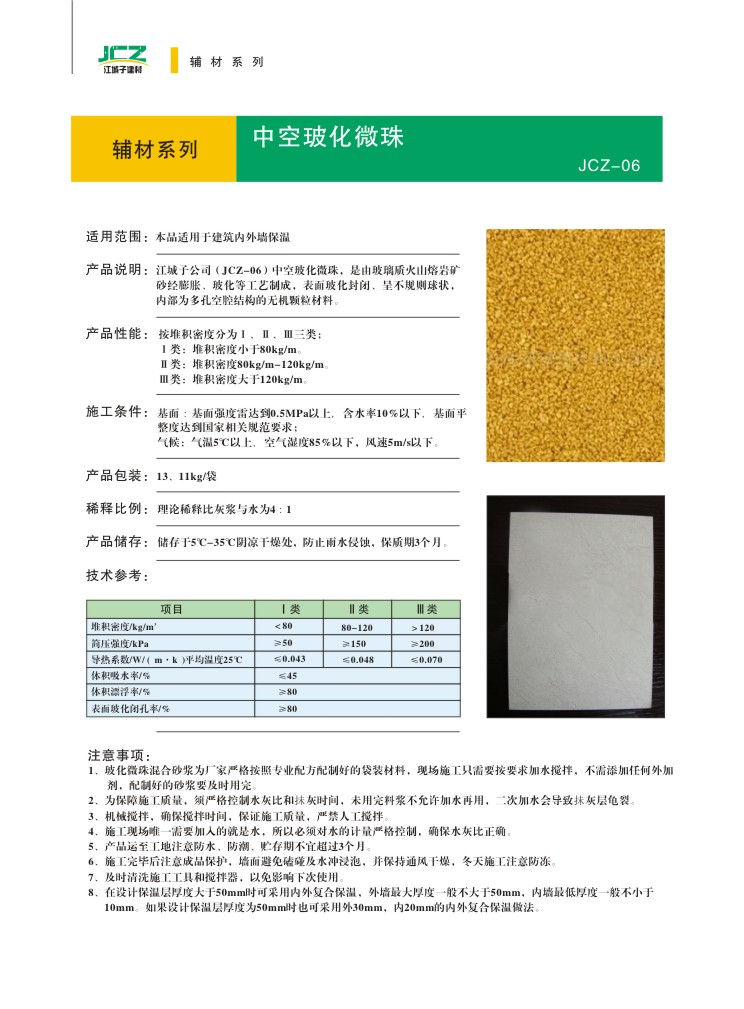 JCZ
江城子建材
辅材系列
辅材系列
中空玻化微珠
JCZ-06
适用范围：本品适用于建筑内外墙保温
产品说明：江城子公司（JCZ-06）中空玻化微珠，是由玻璃质火山熔岩矿
砂经膨胀、玻化等工艺制成，表面玻化封闭、呈不规则球状，
内部为多孔空腔结构的无机颗粒材料。
产品性能：按堆积密度分为Ⅰ、Ⅱ、Ⅲ三类；
Ⅰ类：堆积密度小于80kg/m。
Ⅱ类：堆积密度80kg/m-120kg/m。
Ⅲ类：堆积密度大于120kg/m。
施工条件：基面：基面强度雷达到0.5MPa以上，含水率10%以下，基面平
整度达到国家相关规范要求；
气候：气温5℃以上，空气湿度85%以下，风速5m/s以下。
产品包装：13、11kg/袋
稀释比例：理论稀释比灰浆与水为4：1
产品储存：储存于5℃-35℃阴凉干燥处，防止雨水侵蚀，保质期3个月。
技术参考：
项目 Ⅰ类 Ⅱ类 Ⅲ类
堆积密度/kg/m³ <80 80-120 >120
筒压强度/kPa ≥50 ≥150 ≥200
导热系数/W/( m·k )平均温度25℃ ≤0.043 ≤0.048 ≤0.070
体积吸水率/% ≤45
体积漂浮率/% ≥80
表面玻化闭孔率/% ≥80
注意事项：
1、玻化微珠混合砂浆为厂家严格按照专业配方配制好的袋装材料，现场施工只需要按要求加水搅拌，不需添加任何外加
剂，配制好的砂浆要及时用完。
2、为保障施工质量，须严格控制水灰比和抹灰时间，未用完料浆不允许加水再用，二次加水会导致抹灰层龟裂。
3、机械搅拌，确保搅拌时间，保证施工质量，严禁人工搅拌。
4、施工现场唯一需要加入的就是水，所以必须对水的计量严格控制，确保水灰比正确。
5、产品运至工地注意防水、防潮、贮存期不宜超过3个月。
6、施工完毕后注意成品保护，墙面避免磕碰及水冲浸泡，并保持通风干燥，冬天施工注意防冻。
7、及时清洗施工工具和搅拌器，以免影响下次使用。
8、在设计保温层厚度大于50mm时可采用内外复合保温，外墙最大厚度一般不大于50mm，内墙最低厚度一般不小于
10mm。如果设计保温层厚度为50mm时也可采用外30mm，内20mm的内外复合保温做法。